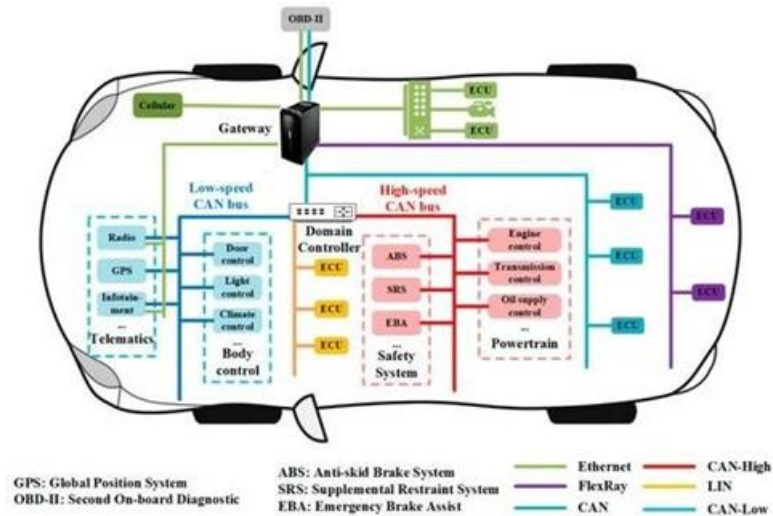 OBD-II
Cellular
Gateway
ECU
ECU
Low-speed
CAN bus
High-speed
CAN bus
Domain
Controller
Radio
GPS
Infotain-
ment
...
Telematics
Door
control
Light
control
Climate
control
...
Body
control
ECU
ECU
ECU
ABS
SRS
EBA
...
Safety
System
Engine
control
Transmission
control
Oil supply
control
...
Powertrain
ECU
ECU
ECU
ECU
ECU
GPS: Global Position System
OBD-II: Second On-board Diagnostic
ABS: Anti-skid Brake System
SRS: Supplemental Restraint System
EBA: Emergency Brake Assist
Ethernet
FlexRay
CAN
CAN-High
LIN
CAN-Low